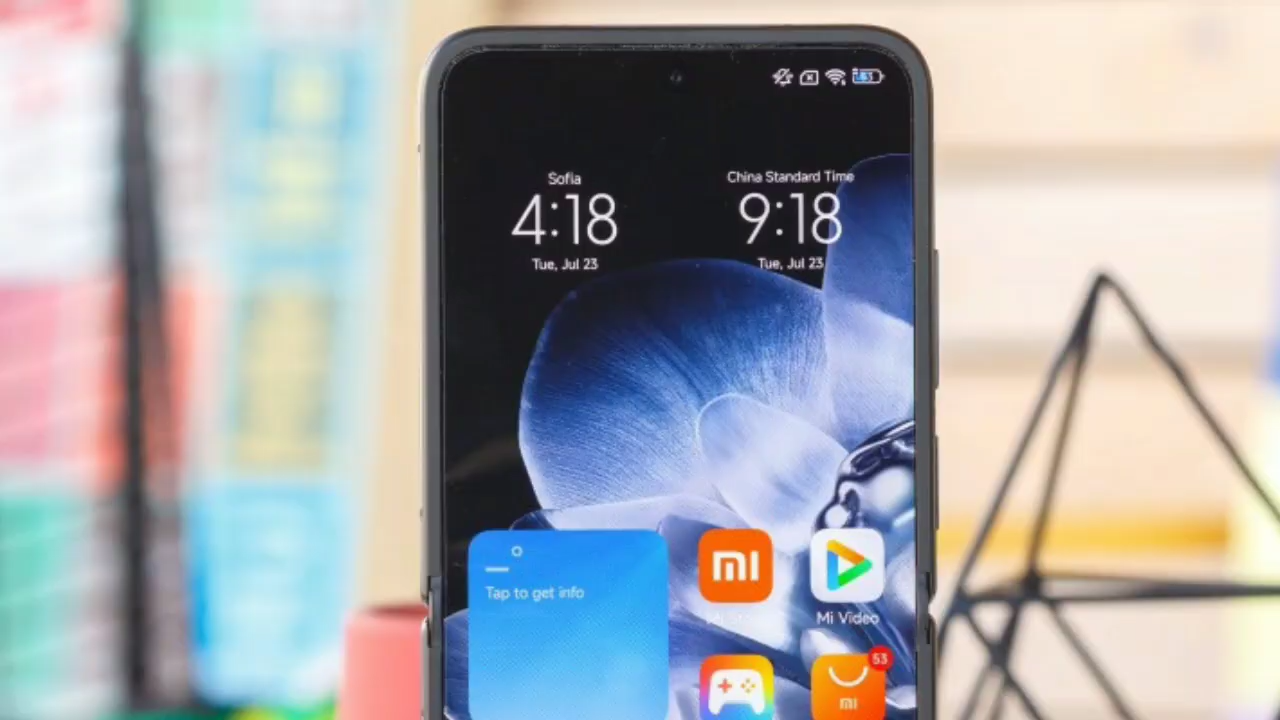 Sofia
4:18
Tue, Jul 23
China Standard Time
9:18
Tue, Jul 23
Tap to get info
mi
Mi Video
53
mi